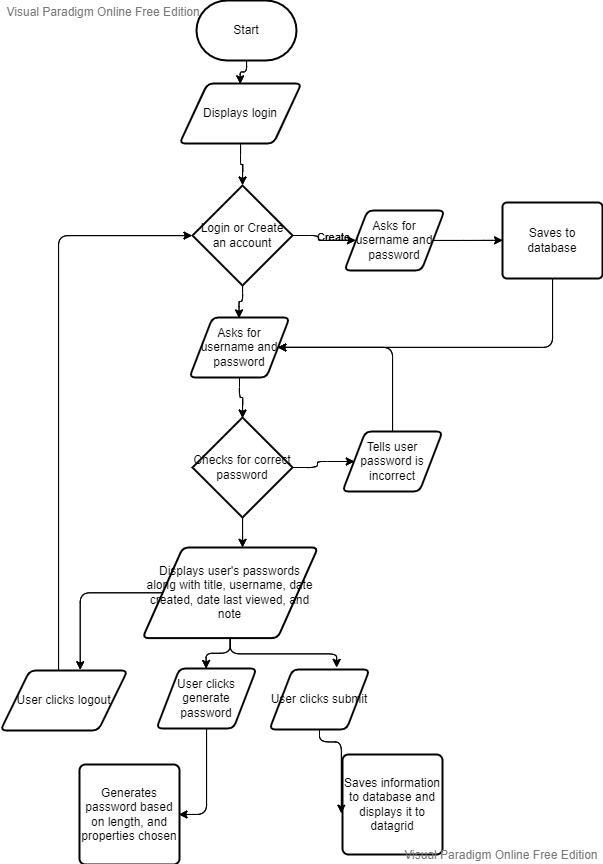 Visual Paradigm Online Free Edition
Start
Displays login
Login or Create
an account
Create
Asks for
username and
password
Saves to
database
Asks for
username and
password
Checks for correct
password
Tells user
password is
incorrect
Displays user's passwords
along with title, username, date
created, date last viewed, and
note
User clicks logout
User clicks
generate
password
User clicks submit
Generates
password based
on length, and
properties chosen
Saves information
to database and
displays it to
datagrid
Visual Paradigm Online Free Edition